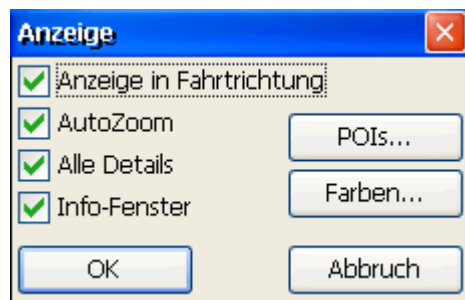 Anzeige
Anzeige in Fahrtrichtung
AutoZoom
POIs...
Alle Details
Farben...
Info-Fenster
OK
Abbruch